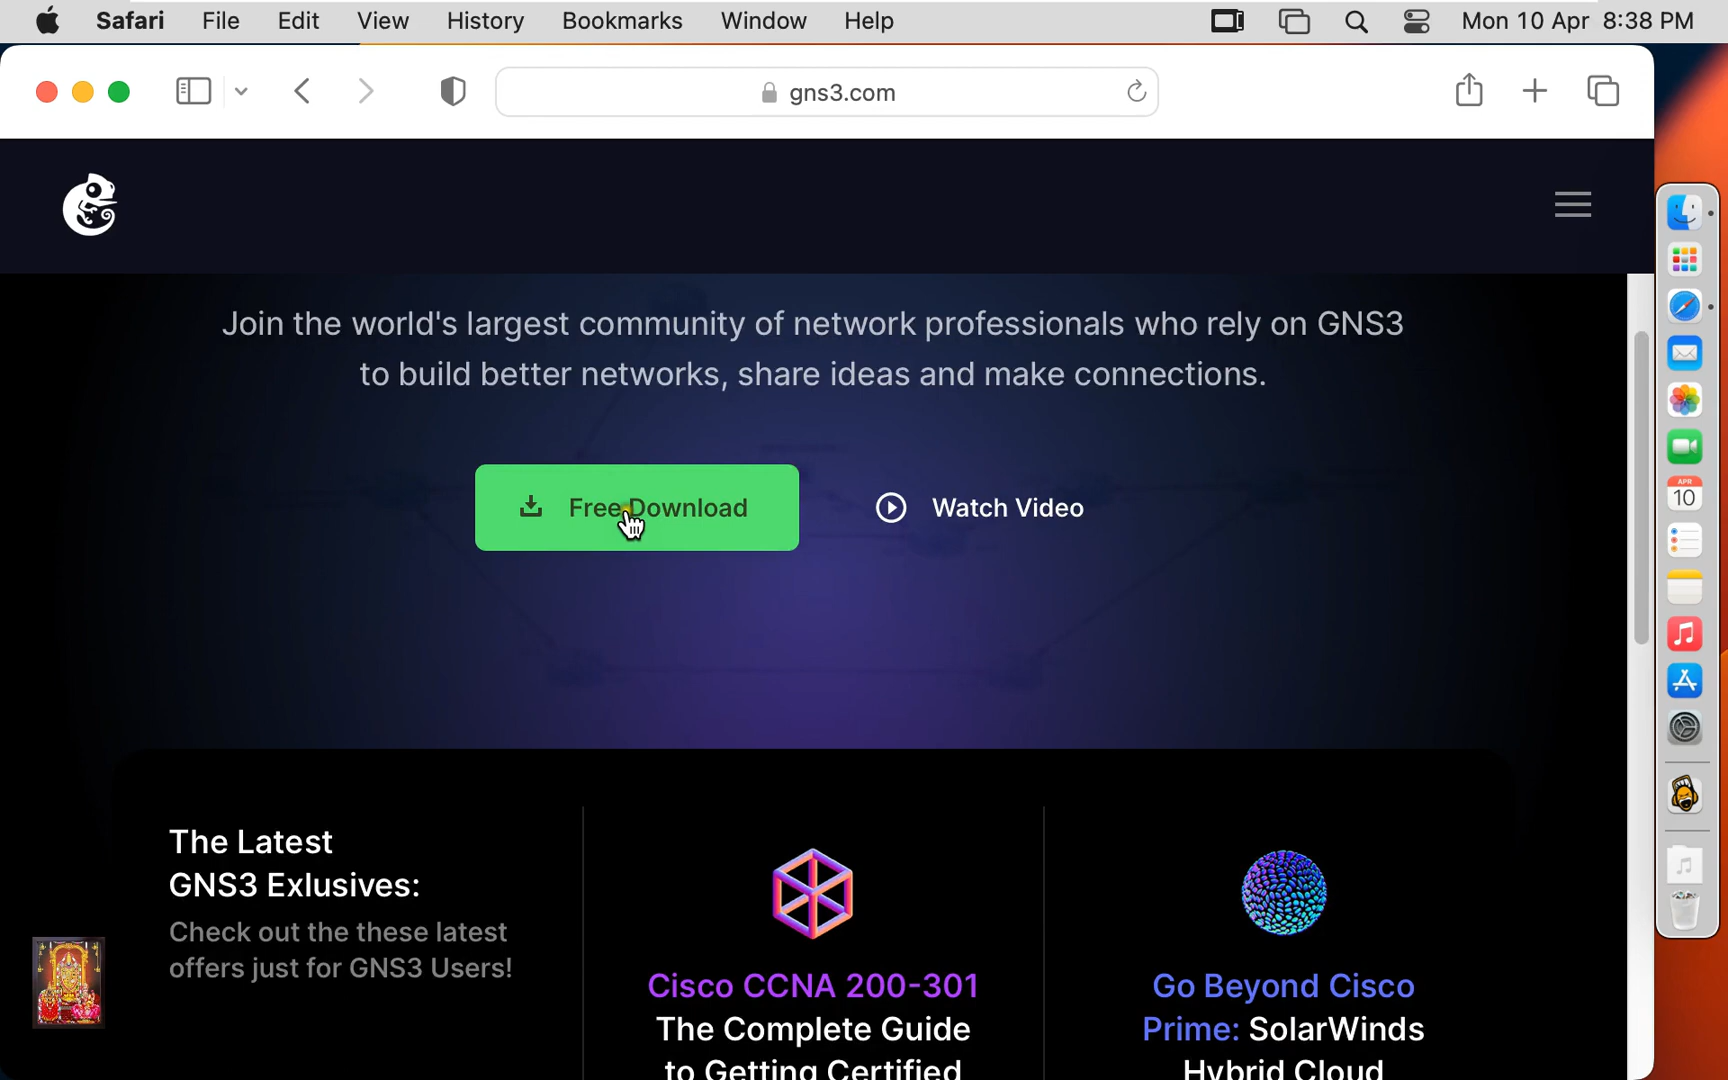 Safari File Edit View History Bookmarks Window Help Mon 10 Apr 8:38 PM
gns3.com
Join the world's largest community of network professionals who rely on GNS3
to build better networks, share ideas and make connections.
Free Download
Watch Video
APR
10
The Latest
GNS3 Exlusives:
Check out the these latest
offers just for GNS3 Users!
Cisco CCNA 200-301
The Complete Guide
to Getting Certified
Go Beyond Cisco
Prime: SolarWinds
Hybrid Cloud